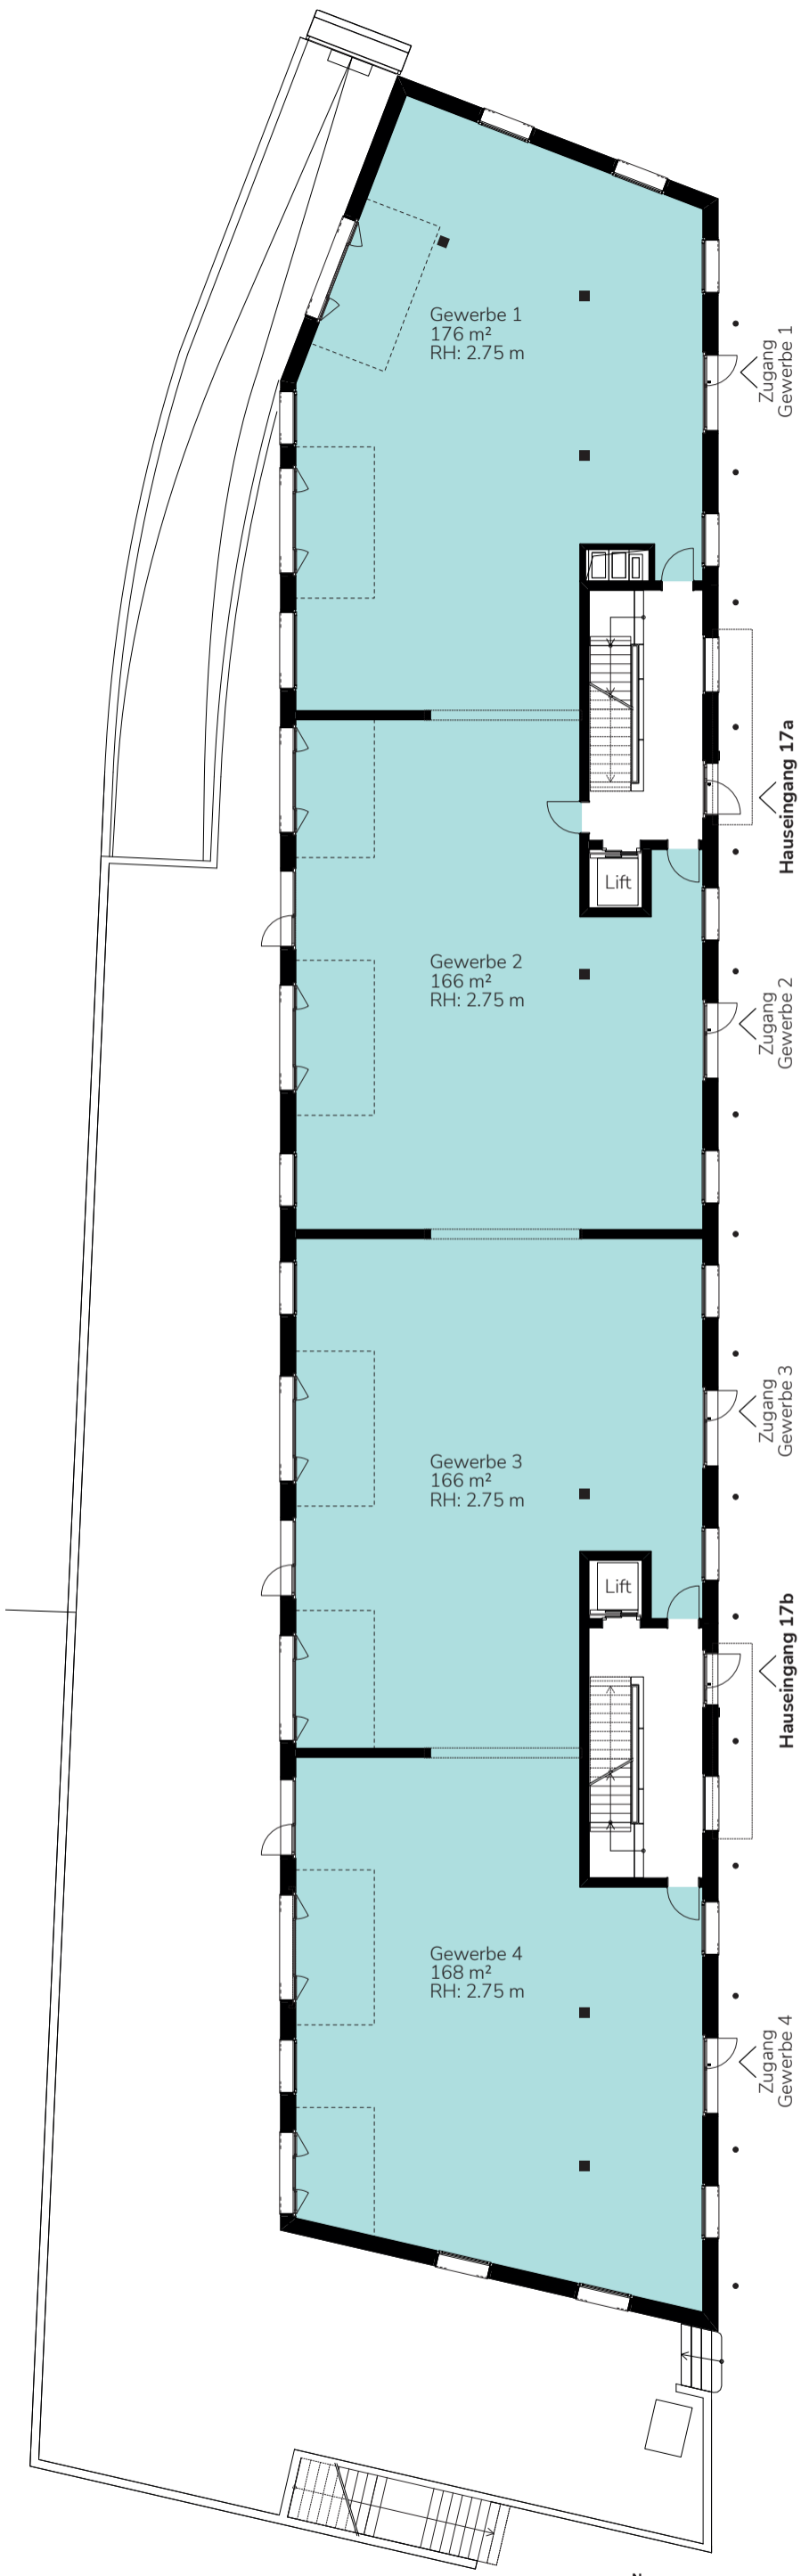 Gewerbe 1
176 m²
RH: 2.75 m
Zugang
Gewerbe 1
Hauseingang 17a
Lift
Gewerbe 2
166 m²
RH: 2.75 m
Zugang
Gewerbe 2
Zugang
Gewerbe 3
Gewerbe 3
166 m²
RH: 2.75 m
Lift
Hauseingang 17b
Gewerbe 4
168 m²
RH: 2.75 m
Zugang
Gewerbe 4